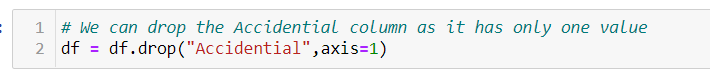 1 # We can drop the Accidential column as it has only one value
2 df = df.drop("Accidential",axis=1)